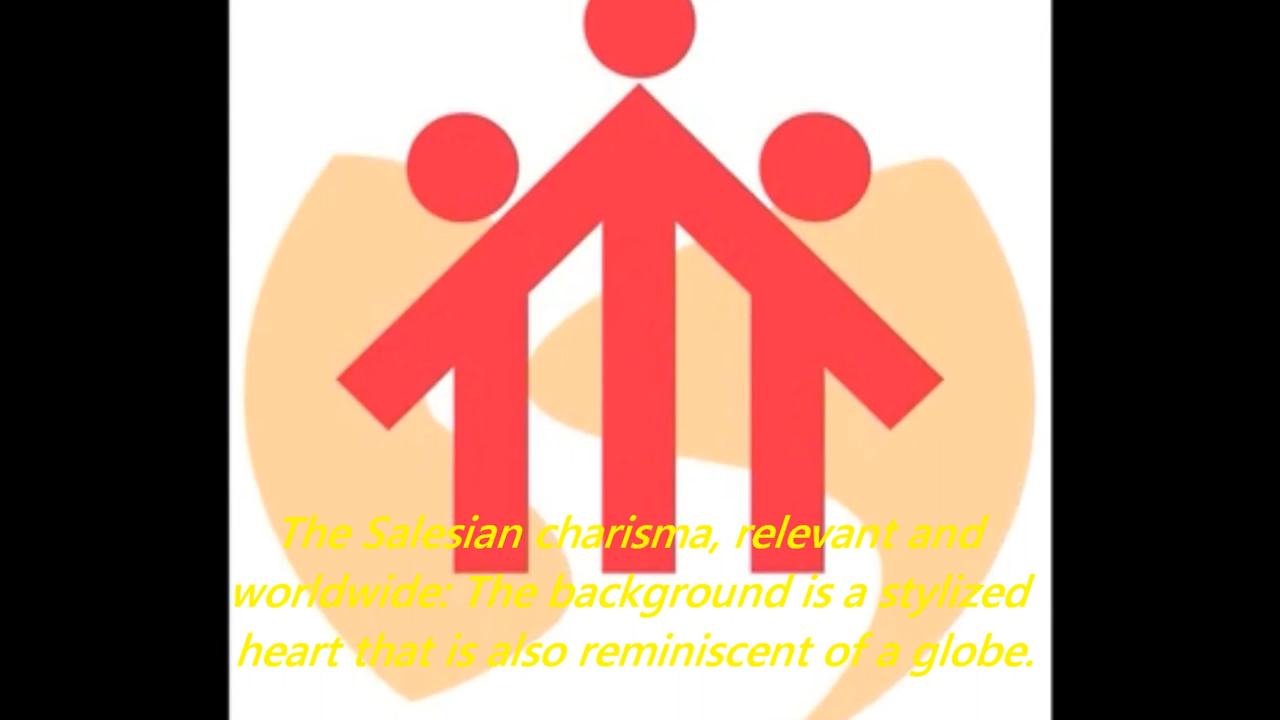 The Salesian charisma, relevant and
worldwide: The background is a stylized
heart that is also reminiscent of a globe.